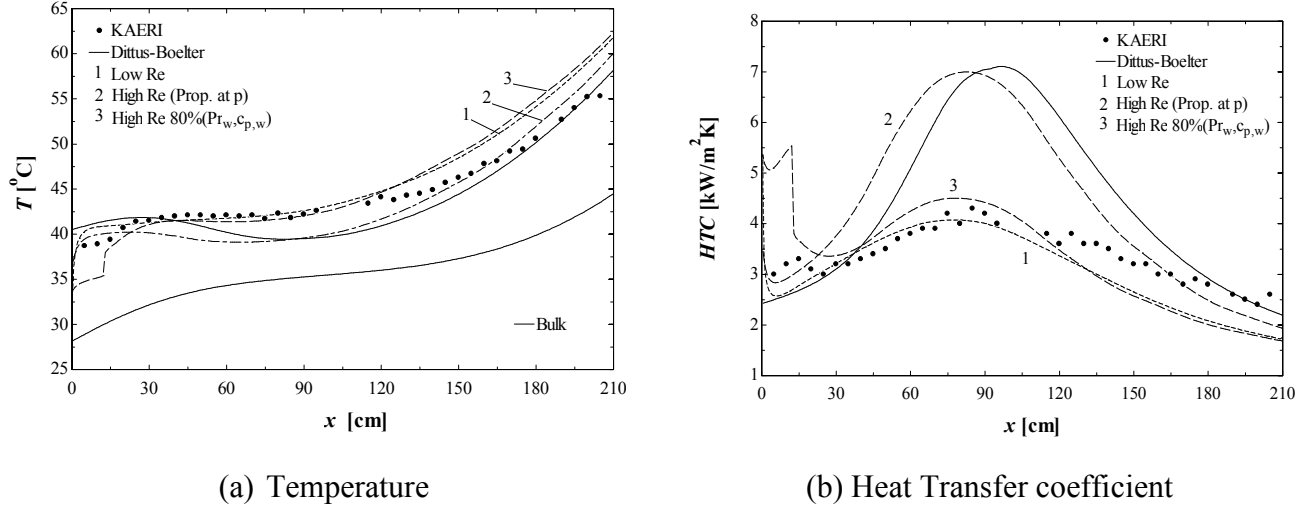 65
60
55
50
45
40
35
30
25
T [°C]
KAERI
Dittus-Boelter
1 Low Re
2 High Re (Prop. at p)
3 High Re 80%(Pr_w,c_p,w)
3
2
1
Bulk
0 30 60 90 120 150 180 210
x [cm]
(a) Temperature
8
7
6
5
4
3
2
1
HTC [kW/m²K]
KAERI
Dittus-Boelter
1 Low Re
2 High Re (Prop. at p)
3 High Re 80%(Pr_w,c_p,w)
2
3
1
0 30 60 90 120 150 180 210
x [cm]
(b) Heat Transfer coefficient